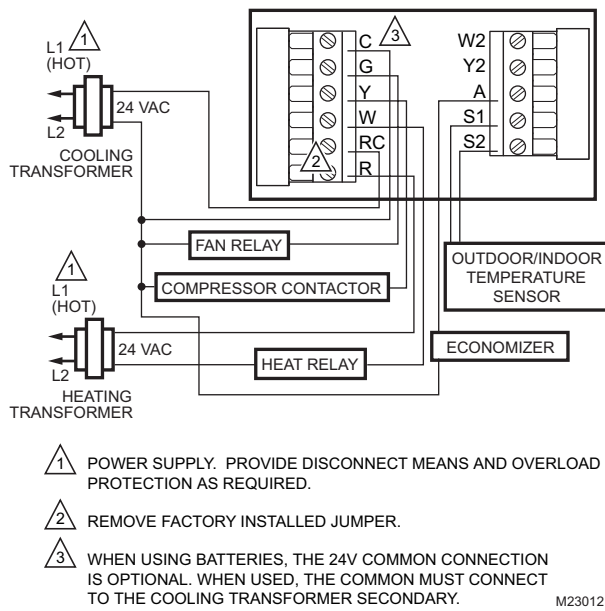 1
L1
(HOT)
24 VAC
L2
COOLING
TRANSFORMER
3
C
G
Y
W
RC
R
2
W2
Y2
A
S1
S2
FAN RELAY
COMPRESSOR CONTACTOR
OUTDOOR/INDOOR
TEMPERATURE
SENSOR
1
L1
(HOT)
24 VAC
L2
HEATING
TRANSFORMER
HEAT RELAY
ECONOMIZER
1 POWER SUPPLY. PROVIDE DISCONNECT MEANS AND OVERLOAD
PROTECTION AS REQUIRED.
2 REMOVE FACTORY INSTALLED JUMPER.
3 WHEN USING BATTERIES, THE 24V COMMON CONNECTION
IS OPTIONAL. WHEN USED, THE COMMON MUST CONNECT
TO THE COOLING TRANSFORMER SECONDARY.
M23012